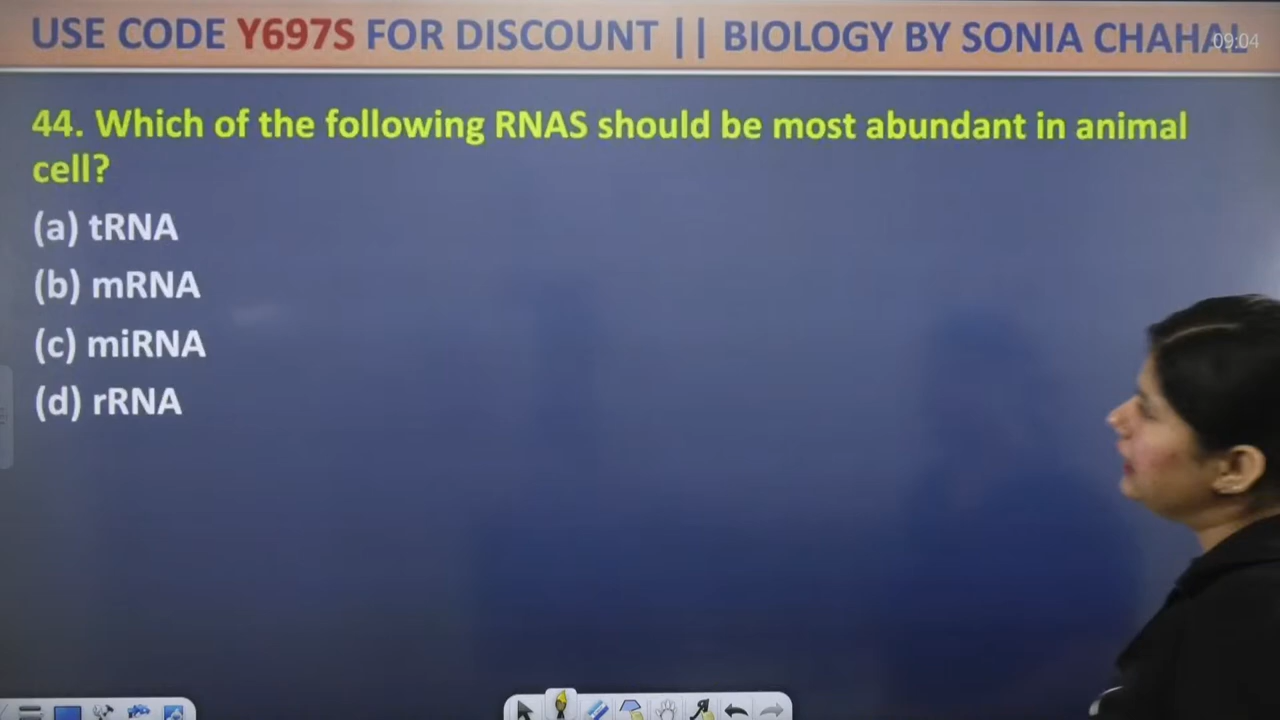 USE CODE Y697S FOR DISCOUNT || BIOLOGY BY SONIA CHAHAL
09:04
44. Which of the following RNAS should be most abundant in animal
cell?
(a) tRNA
(b) mRNA
(c) miRNA
(d) rRNA